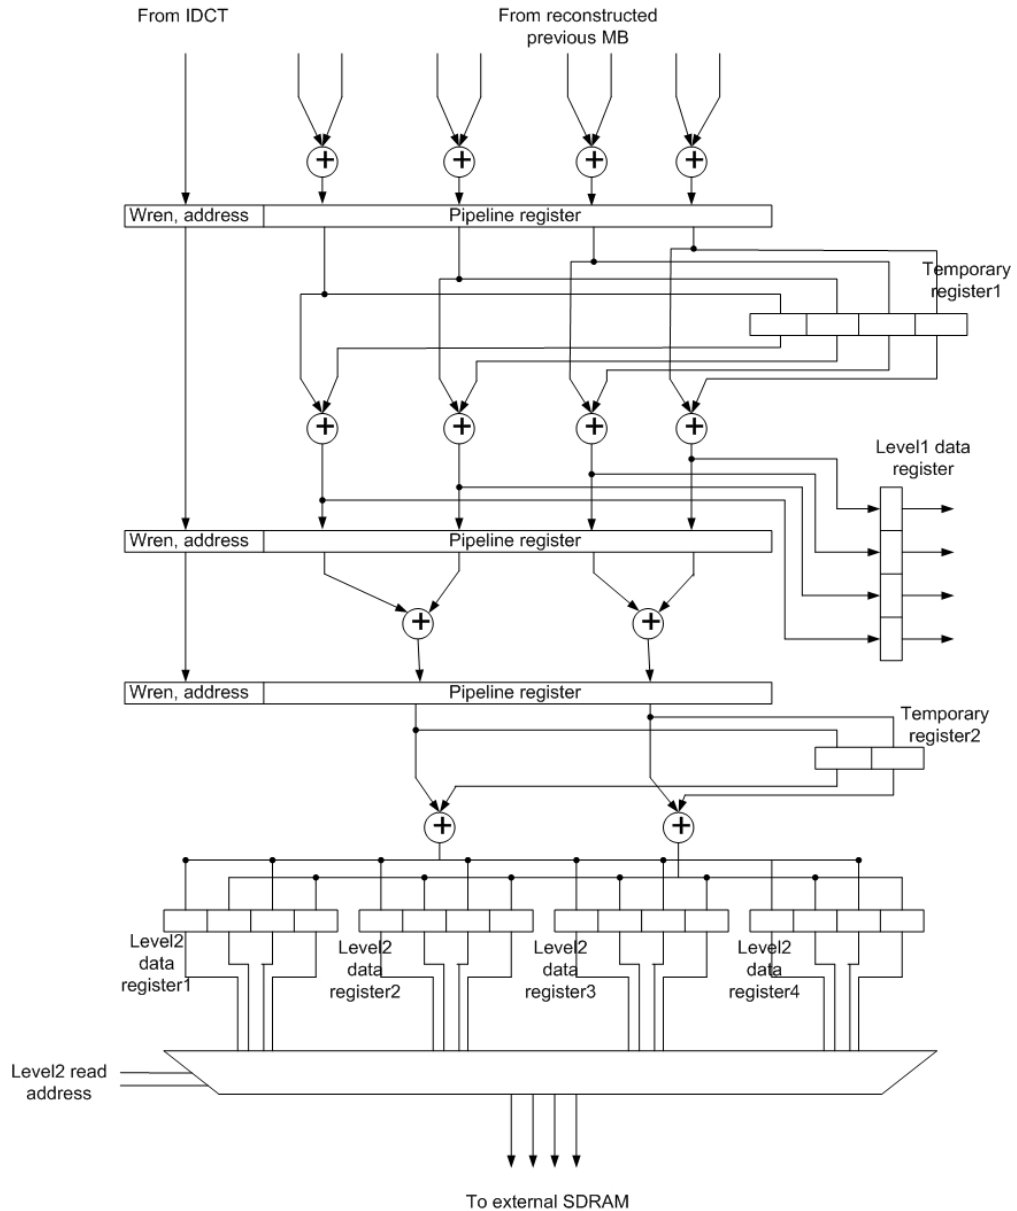 From IDCT
From reconstructed
previous MB
+ + + +
Wren, address
Pipeline register
Temporary
register1
+ + + +
Level1 data
register
Wren, address
Pipeline register
+ +
Wren, address
Pipeline register
Temporary
register2
+ +
Level2
data
register1
Level2
data
register2
Level2
data
register3
Level2
data
register4
Level2 read
address
To external SDRAM